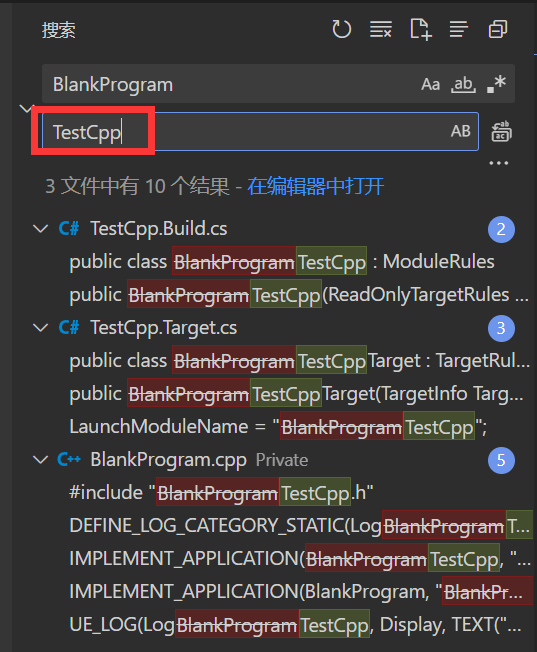 搜索
BlankProgram Aa ab .*
TestCpp AB
3 文件中有 10 个结果 - 在编辑器中打开
C# TestCpp.Build.cs 2
public class BlankProgramTestCpp : ModuleRules
public BlankProgramTestCpp(ReadOnlyTargetRules ...
C# TestCpp.Target.cs 3
public class BlankProgramTestCppTarget : TargetRul...
public BlankProgramTestCppTarget(TargetInfo Targ...
LaunchModuleName = "BlankProgramTestCpp";
C++ BlankProgram.cpp Private 5
#include "BlankProgramTestCpp.h"
DEFINE_LOG_CATEGORY_STATIC(LogBlankProgramT...
IMPLEMENT_APPLICATION(BlankProgramTestCpp, "...
IMPLEMENT_APPLICATION(BlankProgram, "BlankPr...
UE_LOG(LogBlankProgramTestCpp, Display, TEXT("...